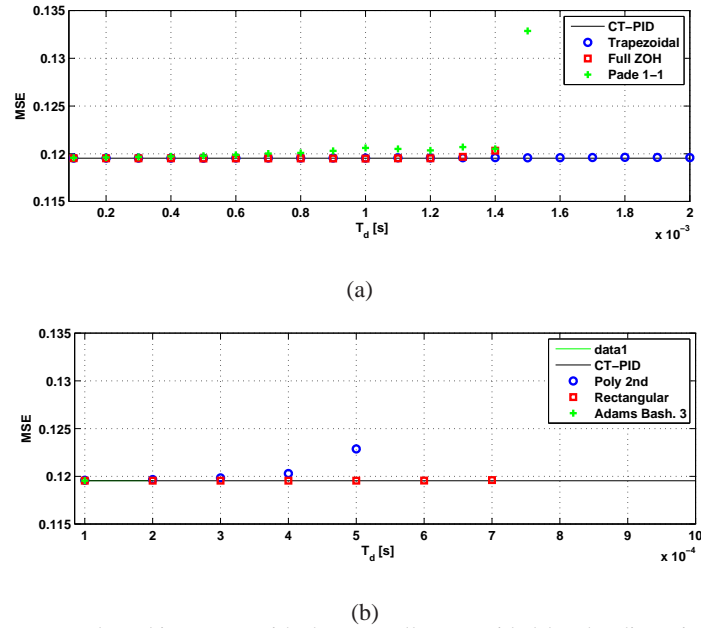 0.135
0.13
0.125
0.12
0.115
MSE
CT−PID
Trapezoidal
Full ZOH
Pade 1−1
0.2 0.4 0.6 0.8 1 1.2 1.4 1.6 1.8 2
T_d [s]
x 10^-3
(a)
0.135
0.13
0.125
0.12
0.115
MSE
data1
CT−PID
Poly 2nd
Rectangular
Adams Bash. 3
1 2 3 4 5 6 7 8 9 10
T_d [s]
x 10^-4
(b)